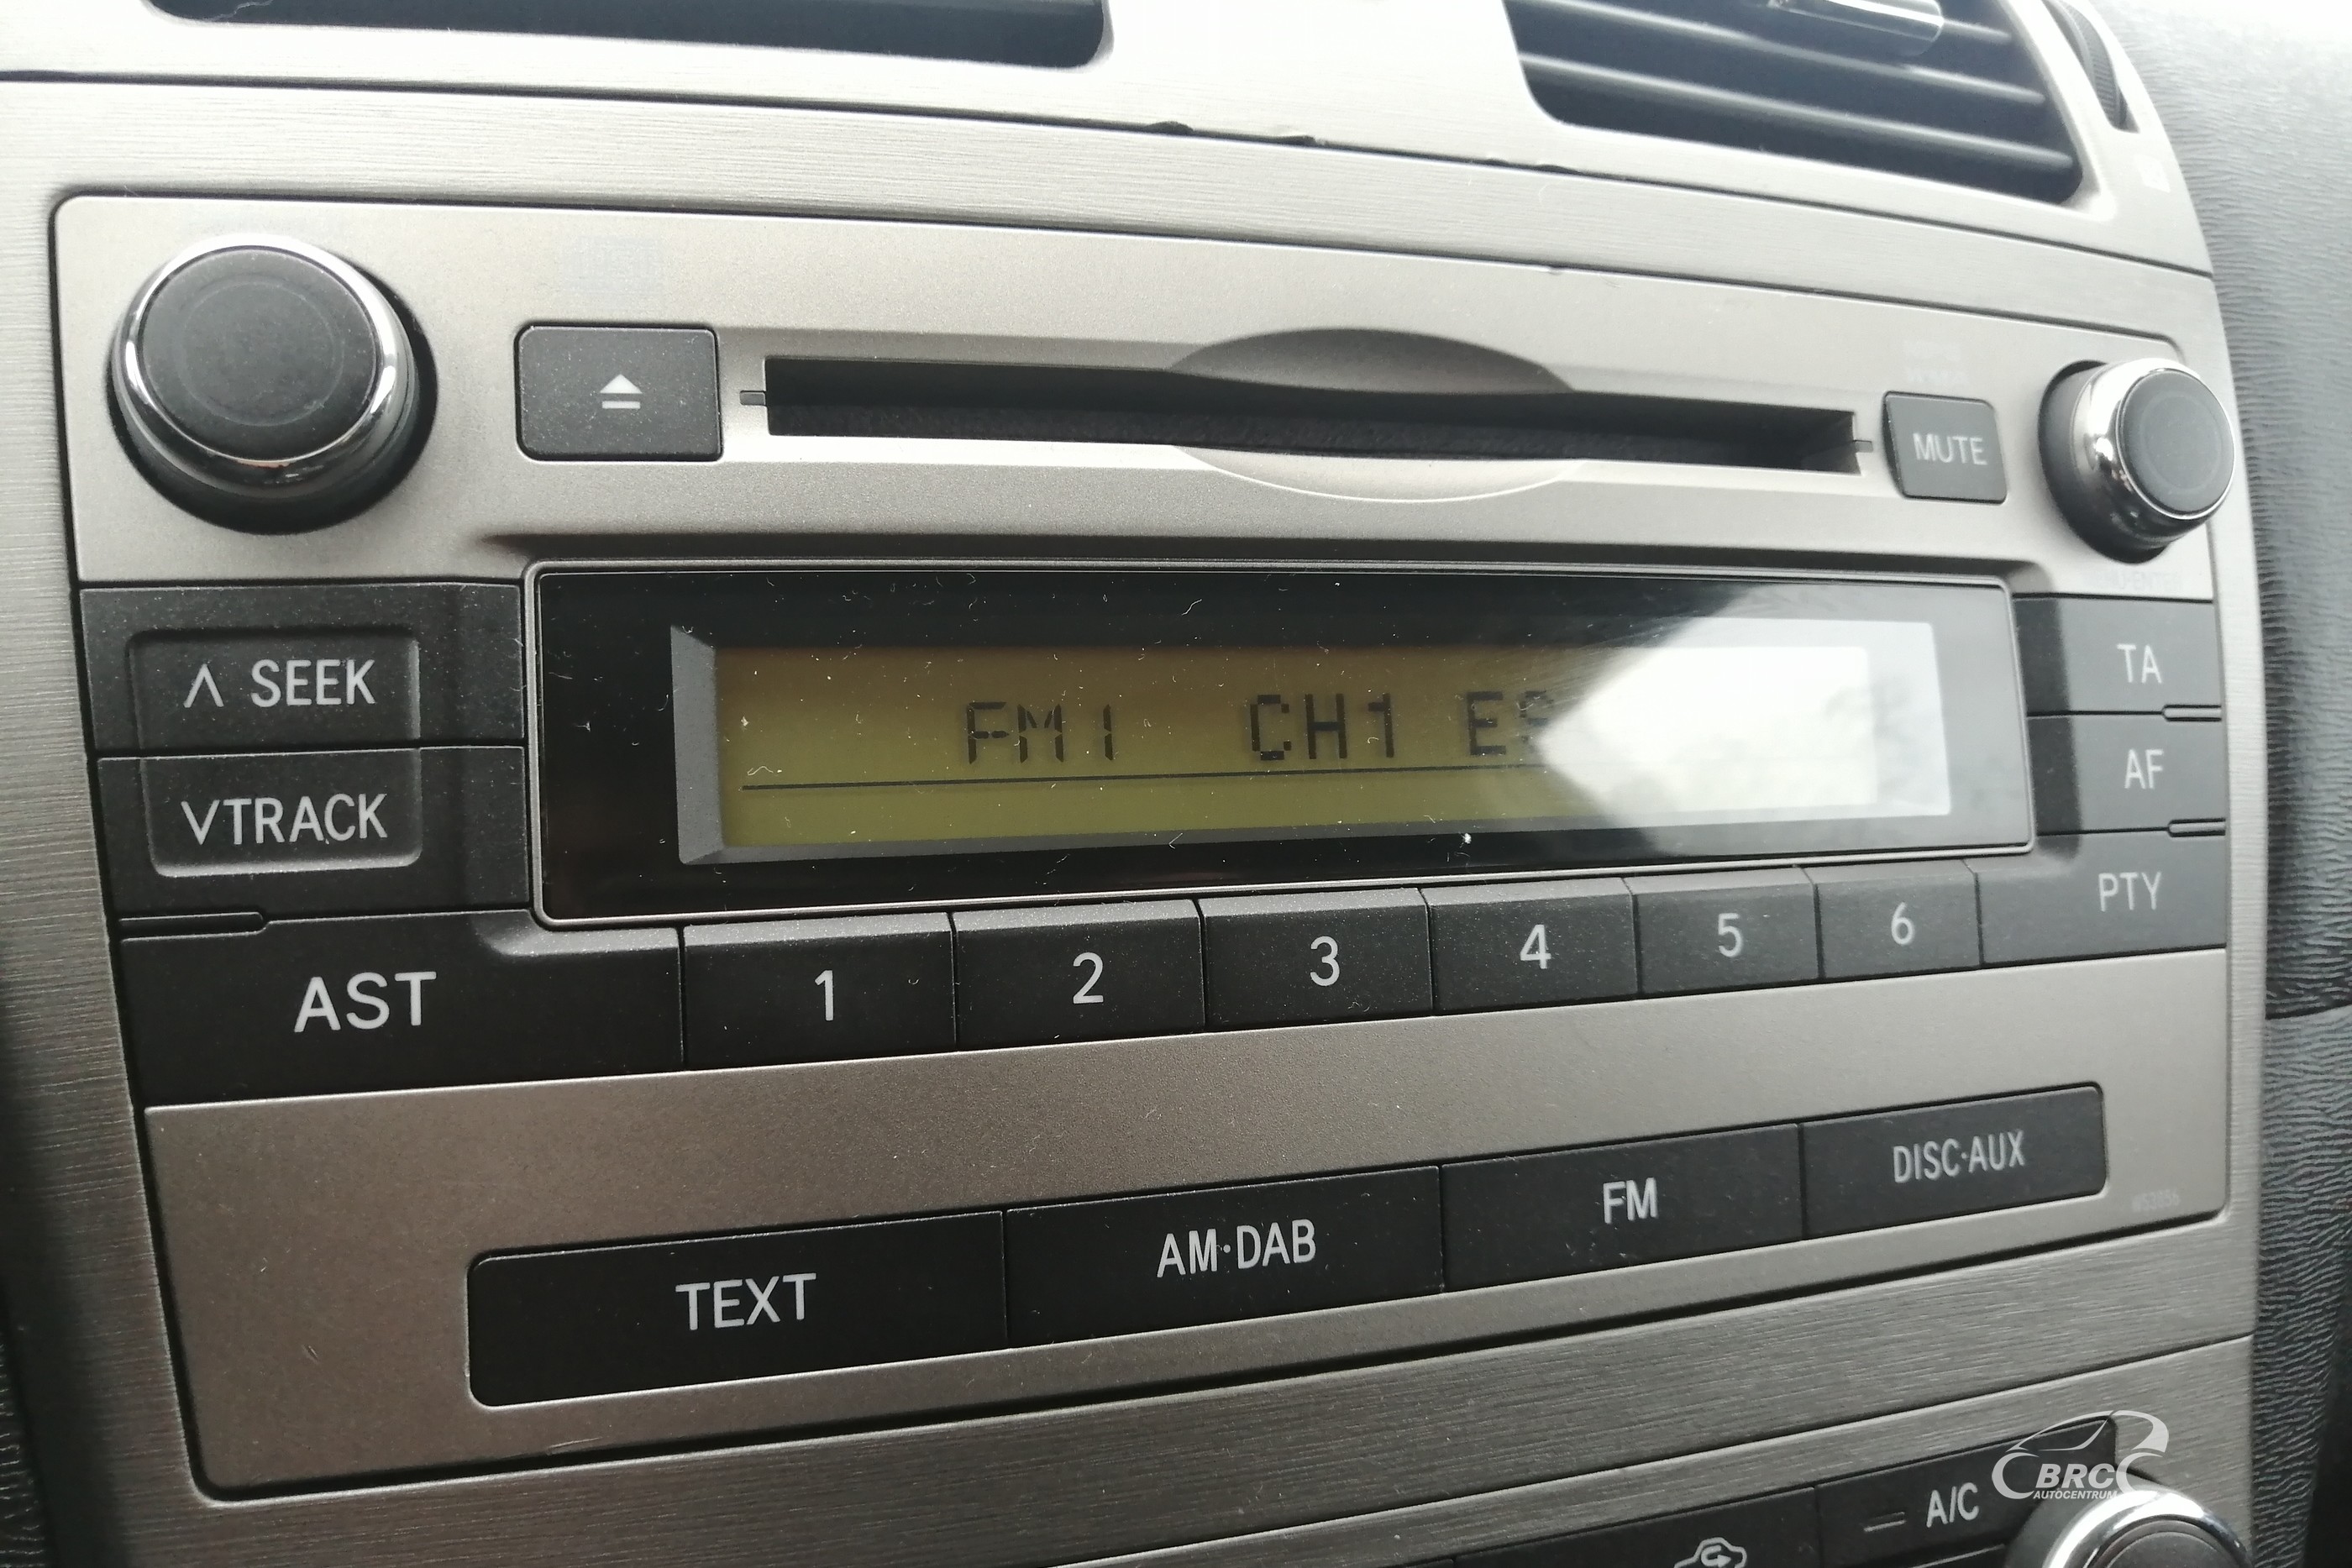 MUTE
∧ SEEK
FM1 CH1
TA
∨TRACK
AF
PTY
AST
1 2 3 4 5 6
TEXT
AM·DAB
FM
DISC·AUX
A/C
BRC
AUTOCENTRUM